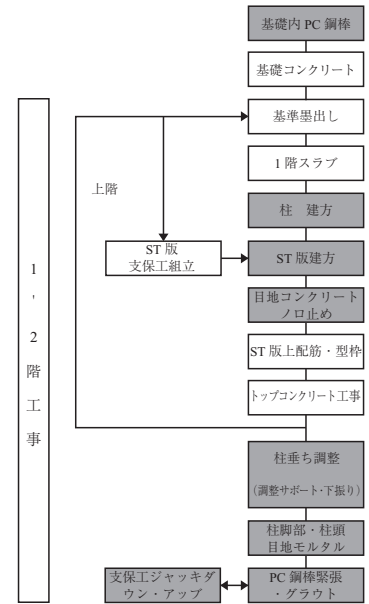 基礎内 PC 鋼棒
基礎コンクリート
基準墨出し
1 階スラブ
上階
柱　建方
ST 版
支保工組立
ST 版建方
目地コンクリート
ノロ止め
ST 版上配筋・型枠
トップコンクリート工事
柱垂ち調整
（調整サポート・下振り）
柱脚部・柱頭
目地モルタル
支保工ジャッキダ
ウン・アップ
PC 鋼棒緊張
・グラウト
1
'
2
階
工
事